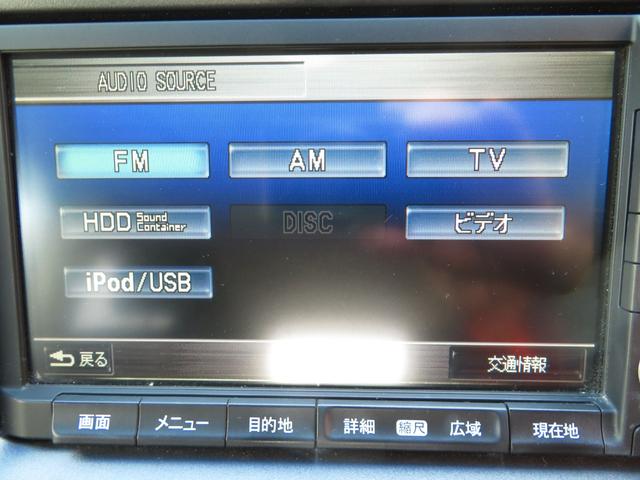 AUDIO SOURCE
FM AM TV
HDD Sound Container DISC ビデオ
iPod/USB
戻る 交通情報
画面 メニュー 目的地 詳細 縮尺 広域 現在地